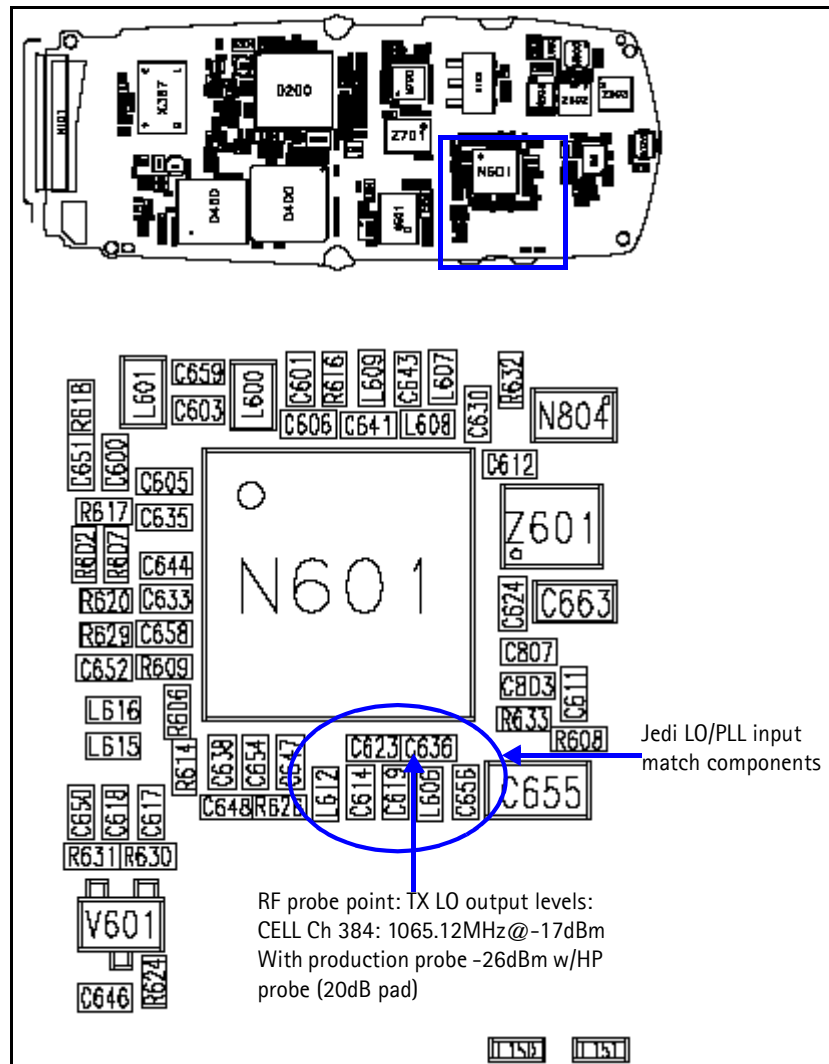 X387
D200
Z701
N601
D400
C601 R616 L609 C643 L607
L601 C659 L600 C630 R632
R618 C603 N804
C606 C641 L608
C651 C600 C612
C605
R617 C635 Z601
R602 R607
C644 N601
R620 C633 C624 C663
R629 C658
C652 R609 C807
C803 C611
L616 R606 R633
L615 R614 R608
C638 C654 C623 C636
Jedi LO/PLL input
match components
L612 C614 C619 C656 C655
C648 R626
C650 C618 C617
R631 R630
V601
R624
C646
RF probe point: TX LO output levels:
CELL Ch 384: 1065.12MHz@-17dBm
With production probe -26dBm w/HP
probe (20dB pad)